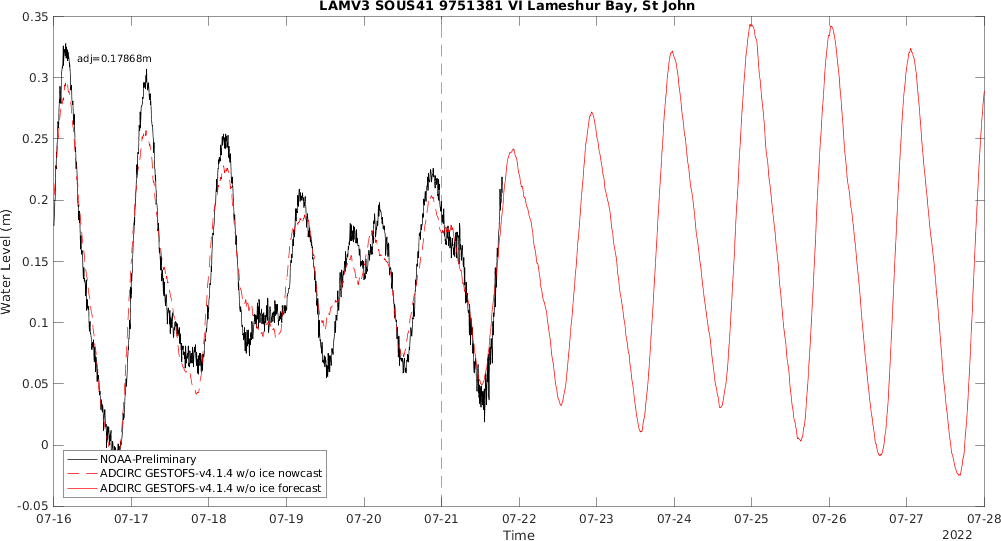 LAMV3 SOUS41 9751381 VI Lameshur Bay, St John
adj=0.17868m
0.35
0.3
0.25
0.2
0.15
0.1
0.05
0
-0.05
Water Level (m)
NOAA-Preliminary
ADCIRC GESTOFS-v4.1.4 w/o ice nowcast
ADCIRC GESTOFS-v4.1.4 w/o ice forecast
07-16 07-17 07-18 07-19 07-20 07-21 07-22 07-23 07-24 07-25 07-26 07-27 07-28
Time
2022